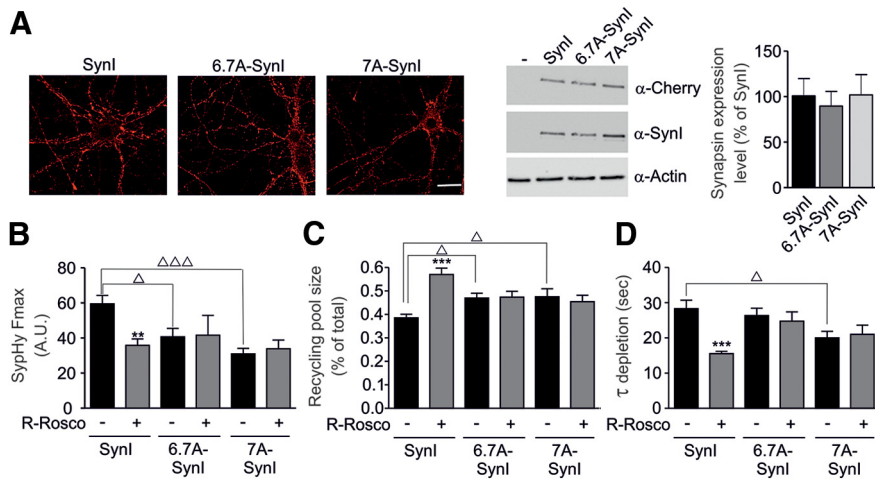 A
SynI
6.7A-SynI
7A-SynI
-
SynI
6.7A-SynI
7A-SynI
α-Cherry
α-SynI
α-Actin
Synapsin expression
level (% of SynI)
150
100
50
0
SynI
6.7A-SynI
7A-SynI
B
SypHy Fmax
(A.U.)
80
60
40
20
0
△△△
△
**
R-Rosco - + - + - +
SynI
6.7A-
SynI
7A-
SynI
C
Recycling pool size
(% of total)
0.6
0.5
0.4
0.3
0.2
0.1
0.0
△
△
***
R-Rosco - + - + - +
SynI
6.7A-
SynI
7A-
SynI
D
τ depletion (sec)
40
30
20
10
0
△
***
R-Rosco - + - + - +
SynI
6.7A-
SynI
7A-
SynI